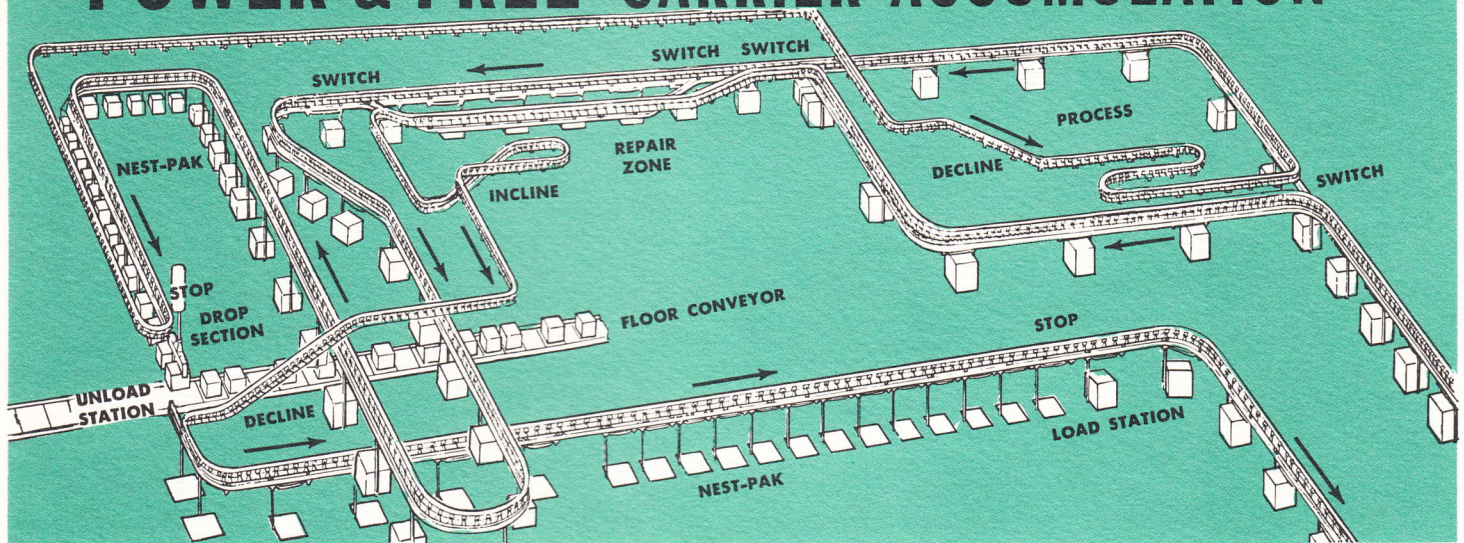 POWER & FREE CARRIER ACCUMULATION
SWITCH
SWITCH
SWITCH
PROCESS
NEST-PAK
REPAIR
ZONE
INCLINE
DECLINE
SWITCH
STOP
DROP
SECTION
FLOOR CONVEYOR
STOP
UNLOAD
STATION
DECLINE
LOAD STATION
NEST-PAK